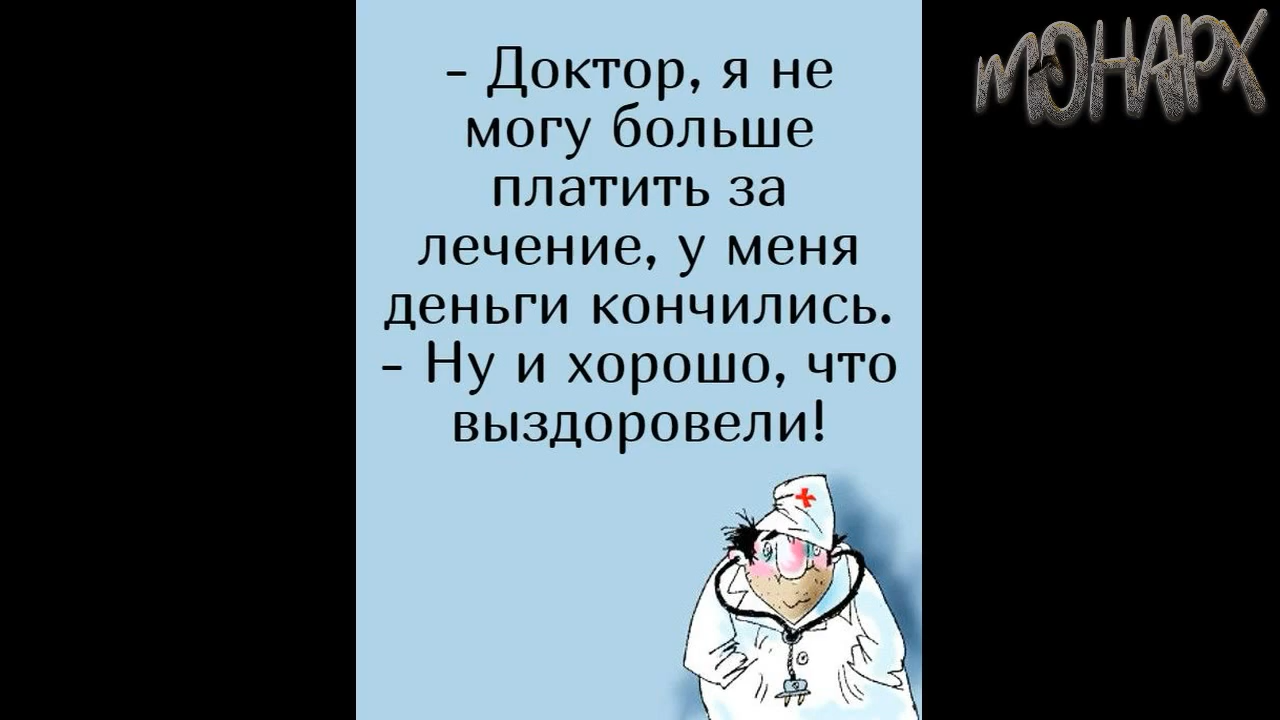 - Доктор, я не
могу больше
платить за
лечение, у меня
деньги кончились.
- Ну и хорошо, что
выздоровели!
МОНАРХ